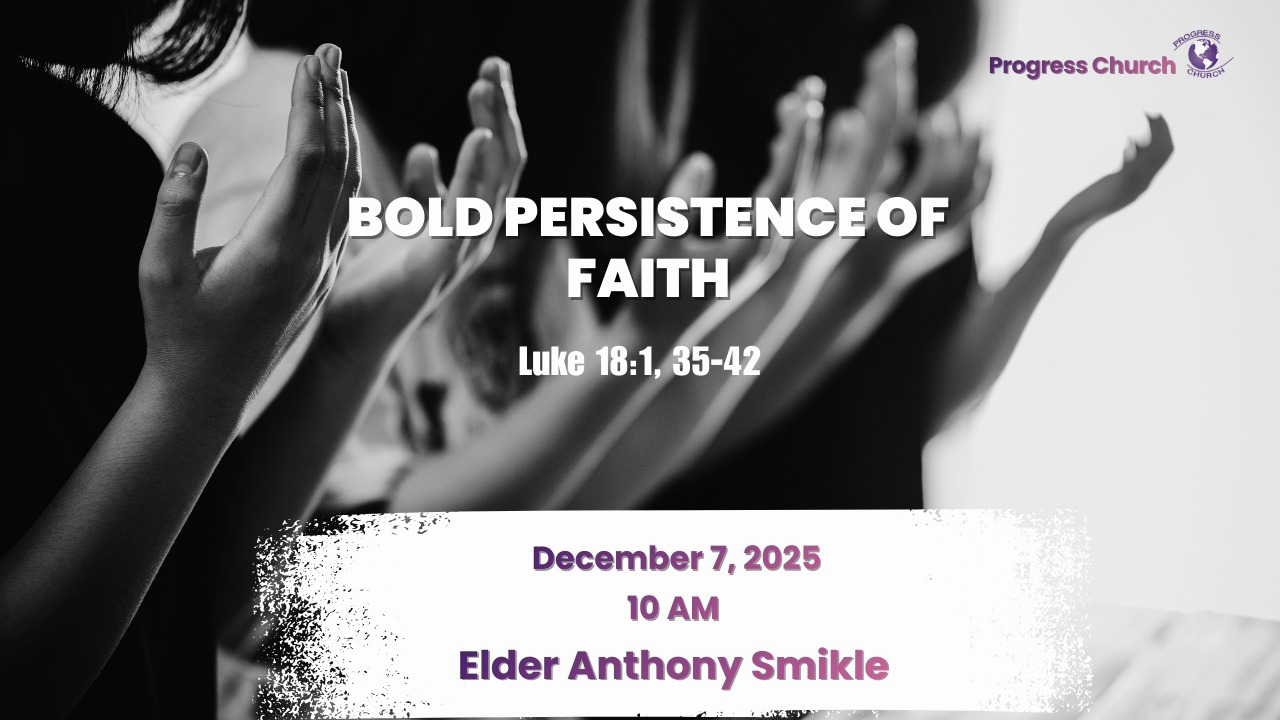 Progress Church
PROGRESS
CHURCH
BOLD PERSISTENCE OF
FAITH
Luke 18:1, 35-42
December 7, 2025
10 AM
Elder Anthony Smikle